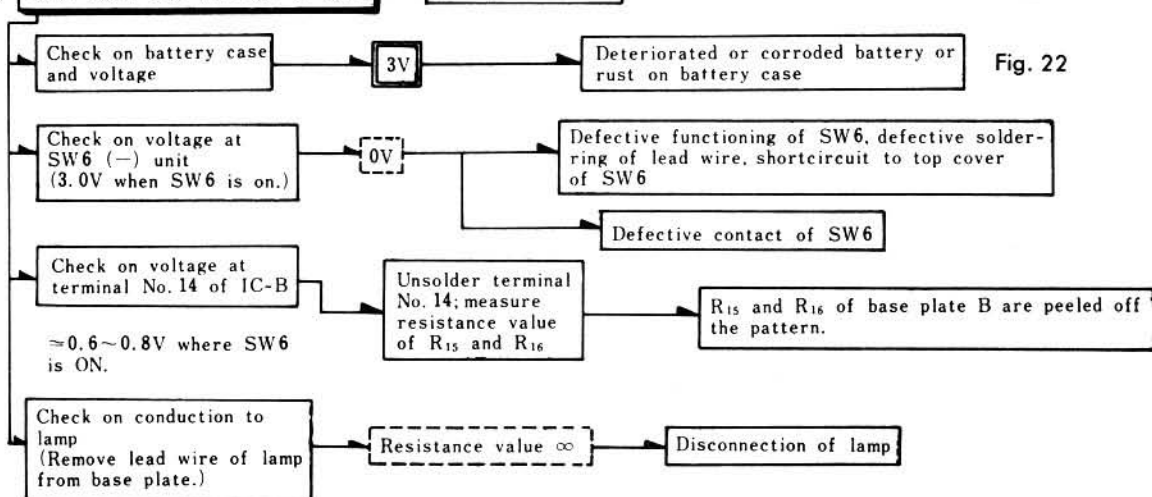 Check on battery case
and voltage
3V
Deteriorated or corroded battery or
rust on battery case
Fig. 22
Check on voltage at
SW6 (−) unit
(3.0V when SW6 is on.)
0V
Defective functioning of SW6, defective solder-
ring of lead wire, shortcircuit to top cover
of SW6
Defective contact of SW6
Check on voltage at
terminal No. 14 of IC-B
≃0.6~0.8V where SW6
is ON.
Unsolder terminal
No. 14; measure
resistance value
of R15 and R16
R15 and R16 of base plate B are peeled off
the pattern.
Check on conduction to
lamp
(Remove lead wire of lamp
from base plate.)
Resistance value ∞
Disconnection of lamp